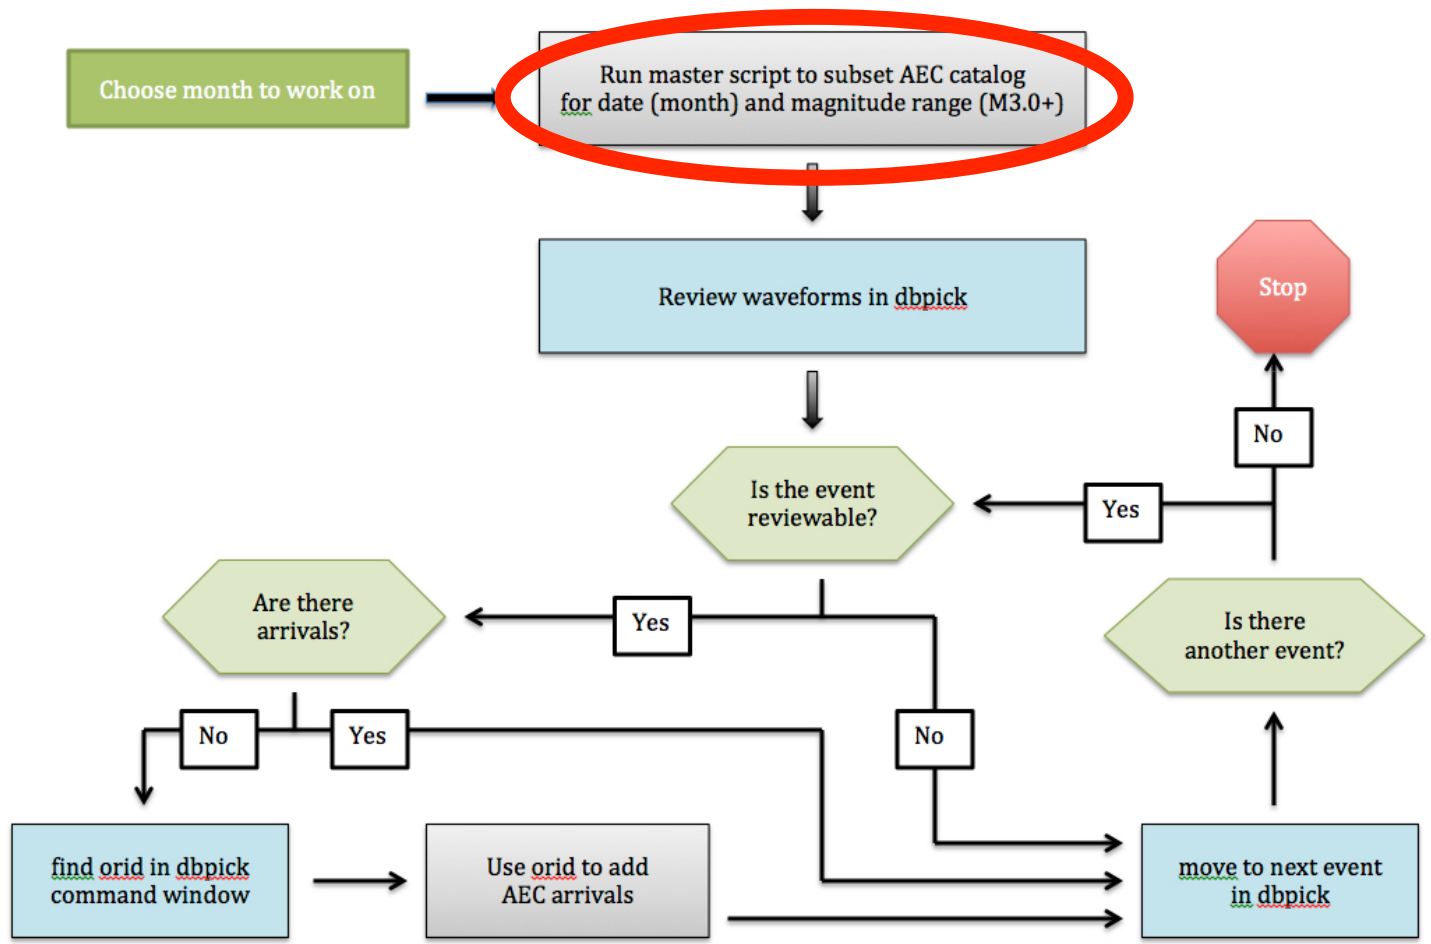 Choose month to work on
Run master script to subset AEC catalog
for date (month) and magnitude range (M3.0+)
Review waveforms in dbpick
Stop
No
Yes
Is the event
reviewable?
Are there
arrivals?
Yes
Is there
another event?
No
Yes
No
find orid in dbpick
command window
Use orid to add
AEC arrivals
move to next event
in dbpick